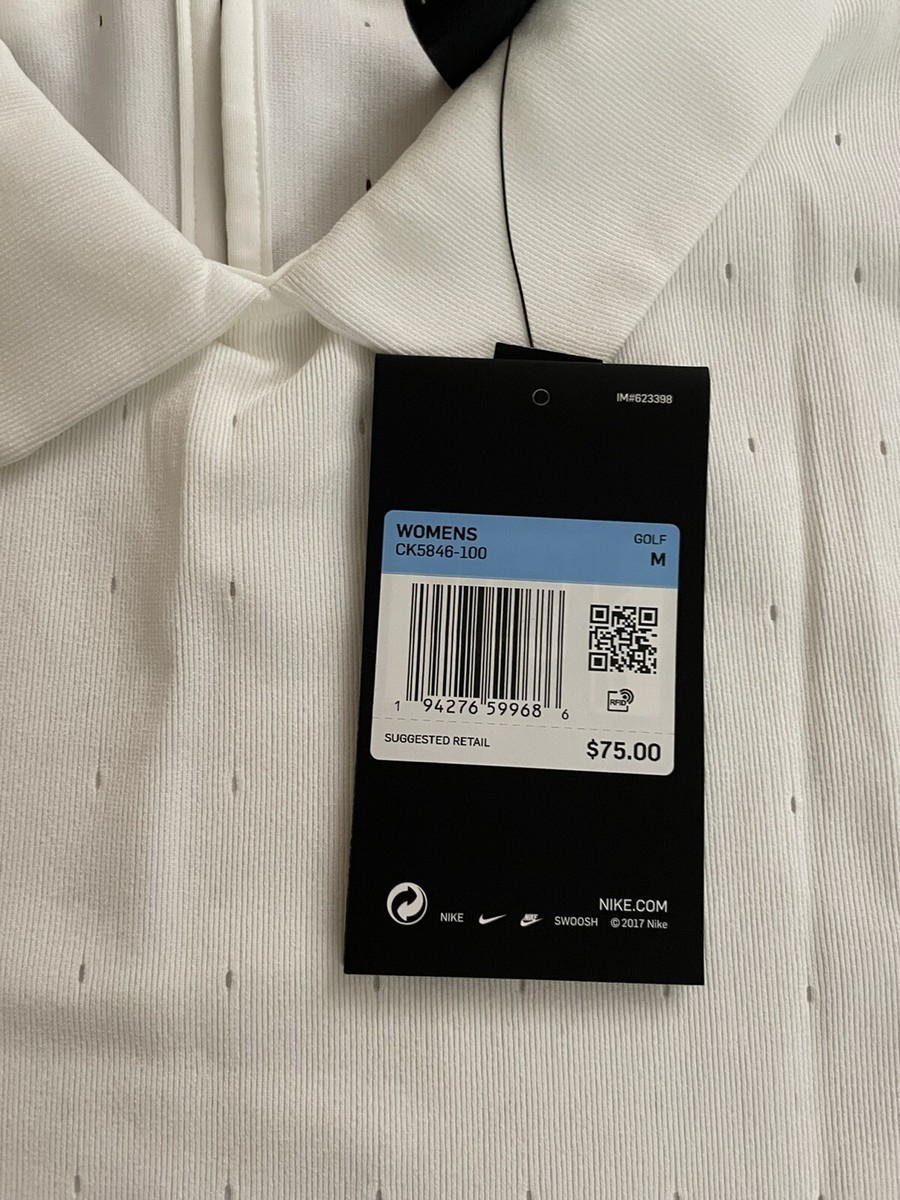 IM#623398
WOMENS
GOLF
CK5846-100
M
1 94276 59968 6
RFID
SUGGESTED RETAIL
$75.00
NIKE.COM
NIKE NIKE SWOOSH ©2017 Nike